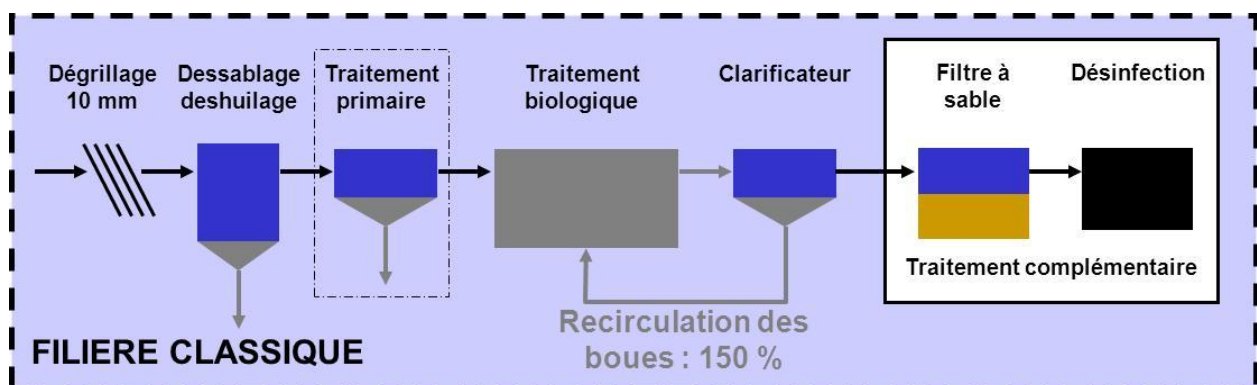 Dégrillage
10 mm
Dessablage
deshuilage
Traitement
primaire
Traitement
biologique
Clarificateur
Filtre à
sable
Désinfection
Traitement complémentaire
Recirculation des
boues : 150 %
FILIERE CLASSIQUE